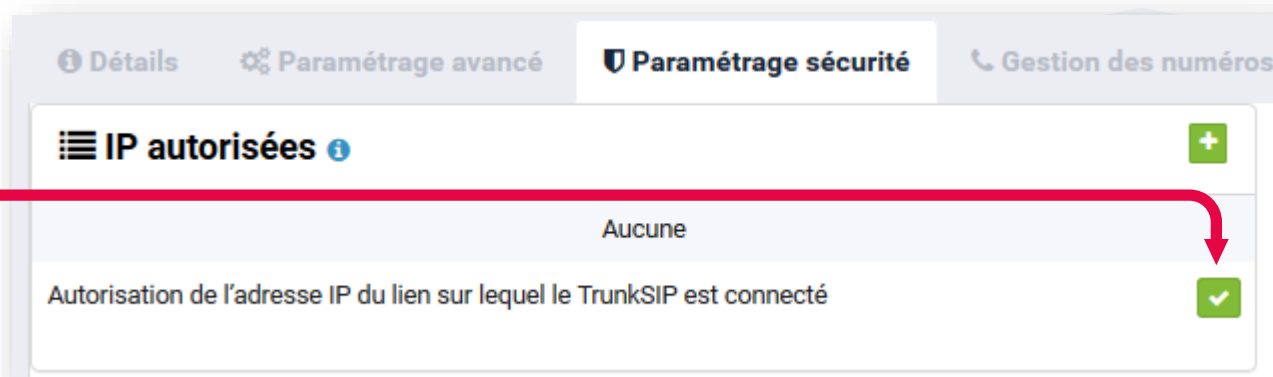 Détails Paramétrage avancé Paramétrage sécurité Gestion des numéros
IP autorisées
Aucune
Autorisation de l’adresse IP du lien sur lequel le TrunkSIP est connecté